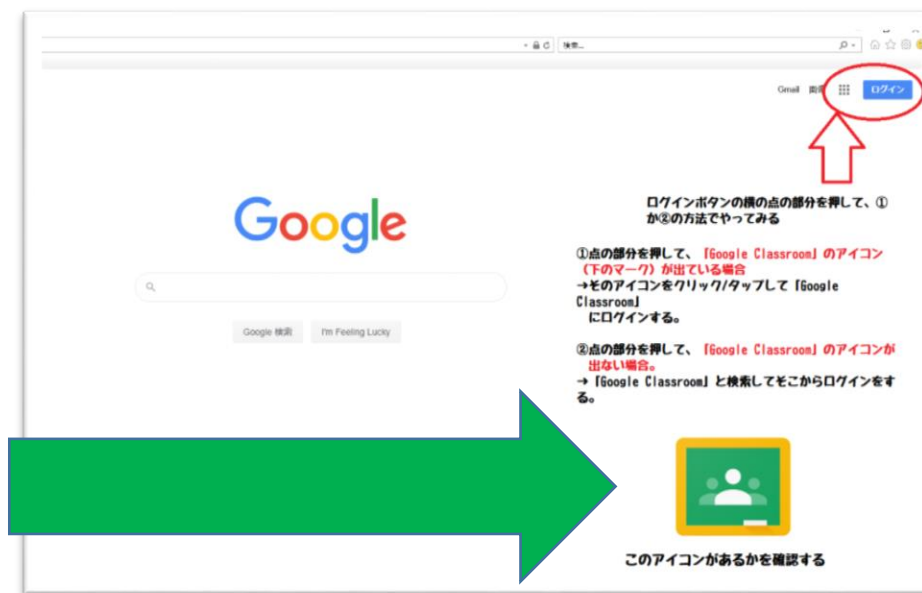 検索...
Gmail
ログイン
ログインボタンの横の点の部分を押して、①
か②の方法でやってみる
Google
①点の部分を押して、「Google Classroom」のアイコン
（下のマーク）が出ている場合
→そのアイコンをクリック/タップして「Google
Classroom」
にログインする。
Google 検索
I'm Feeling Lucky
②点の部分を押して、「Google Classroom」のアイコンが
出ない場合。
→「Google Classroom」と検索してそこからログインをす
る。
このアイコンがあるかを確認する